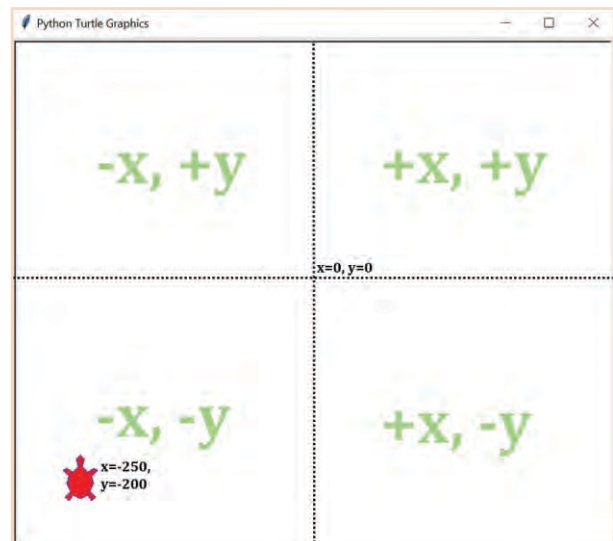 Python Turtle Graphics
-x, +y
+x, +y
x=0, y=0
-x, -y
+x, -y
x=-250,
y=-200